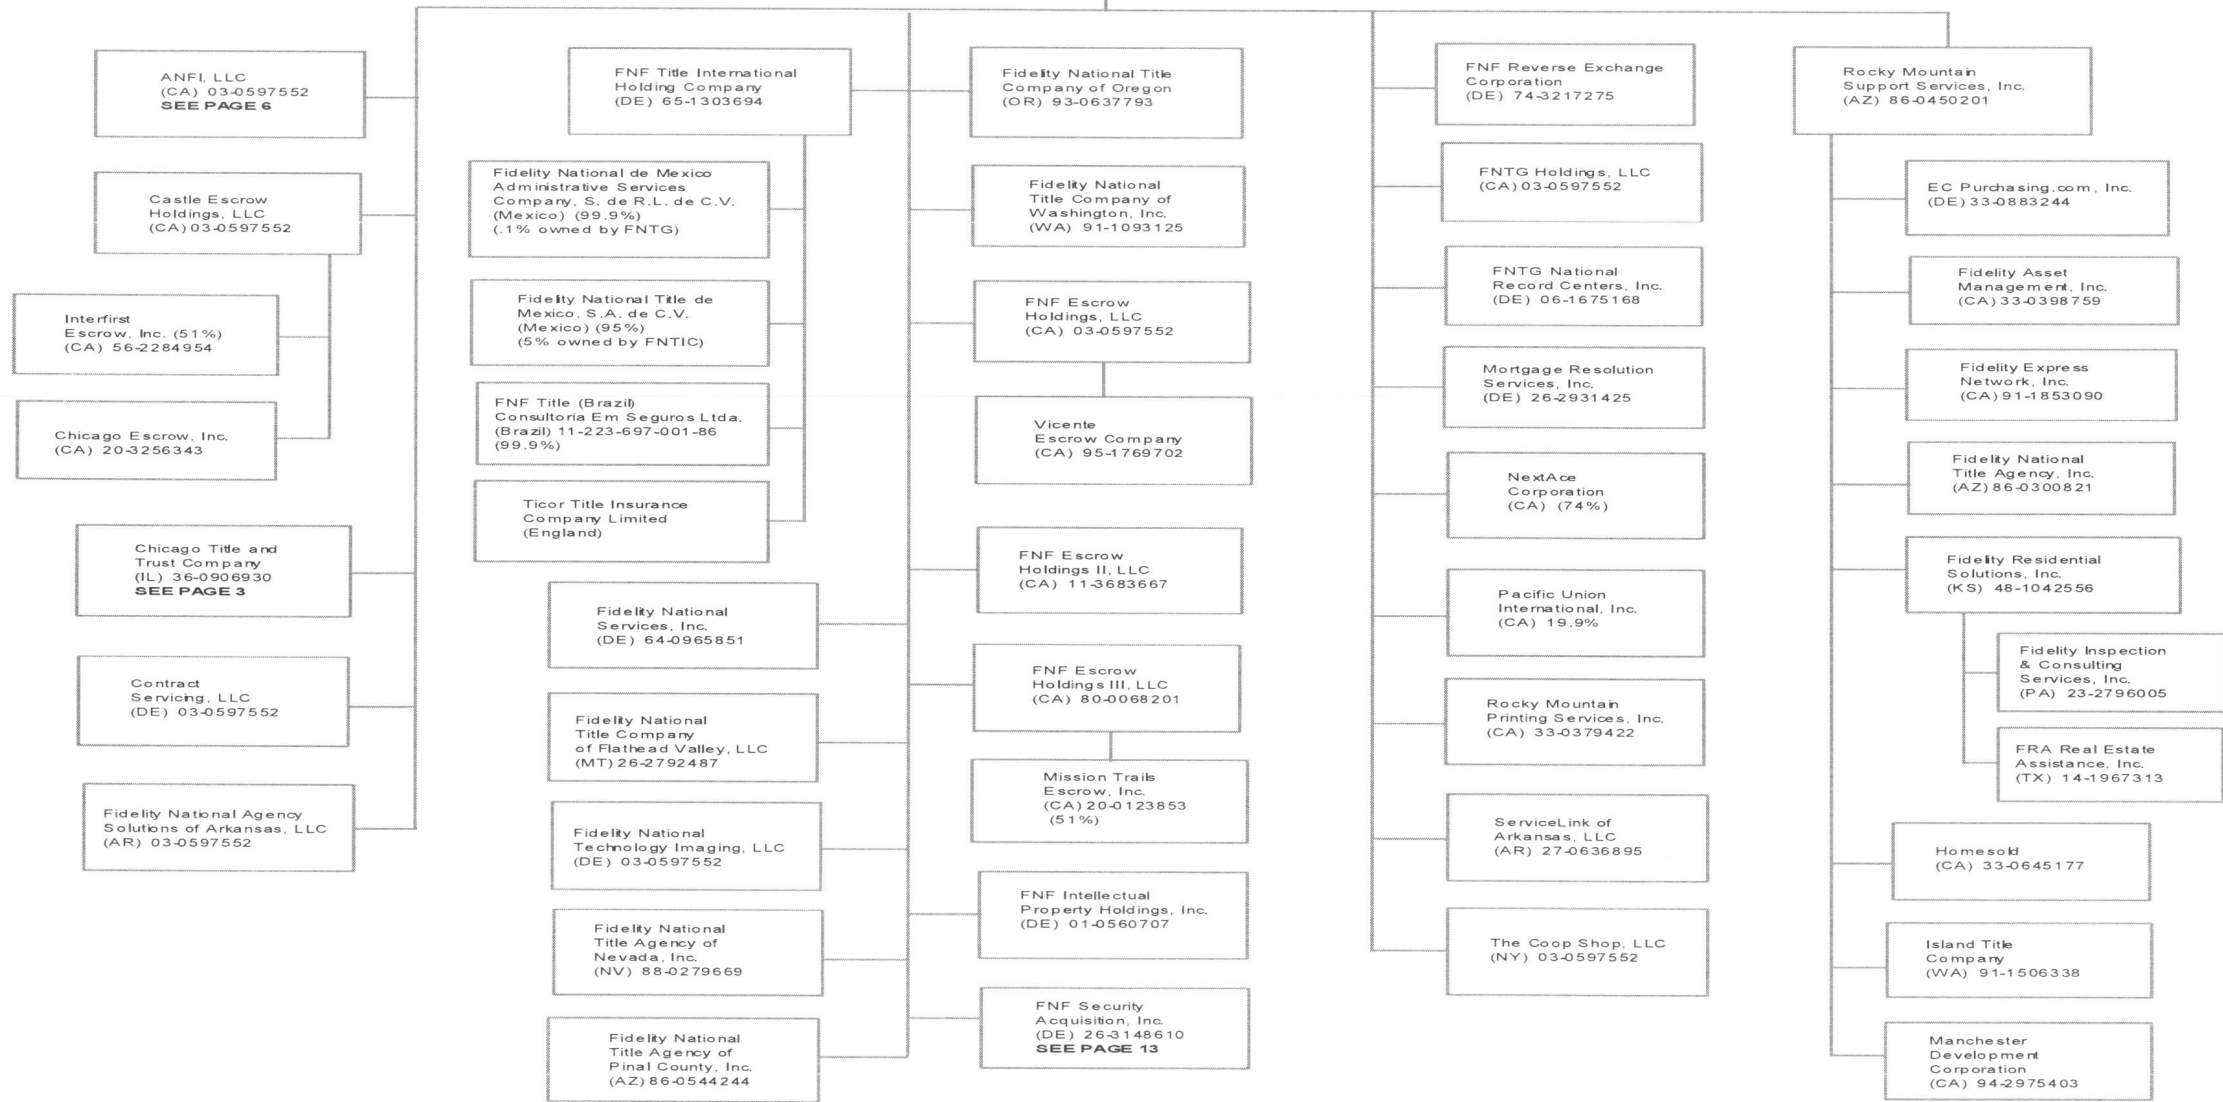 ANFI, LLC
(CA) 03-0597552
SEE PAGE 6
Castle Escrow
Holdings, LLC
(CA) 03-0597552
Interfirst
Escrow, Inc. (51%)
(CA) 56-2284954
Chicago Escrow, Inc.
(CA) 20-3256343
Chicago Title and
Trust Company
(IL) 36-0906930
SEE PAGE 3
Contract
Servicing, LLC
(DE) 03-0597552
Fidelity National Agency
Solutions of Arkansas, LLC
(AR) 03-0597552
FNF Title International
Holding Company
(DE) 65-1303694
Fidelity National de Mexico
Administrative Services
Company, S. de R.L. de C.V.
(Mexico) (99.9%)
(.1% owned by FNTG)
Fidelity National Title de
Mexico, S.A. de C.V.
(Mexico) (95%)
(5% owned by FNTIC)
FNF Title (Brazil)
Consultoria Em Seguros Ltda.
(Brazil) 11-223-697-001-86
(99.9%)
Ticor Title Insurance
Company Limited
(England)
Fidelity National
Services, Inc.
(DE) 64-0965851
Fidelity National
Title Company
of Flathead Valley, LLC
(MT) 26-2792487
Fidelity National
Technology Imaging, LLC
(DE) 03-0597552
Fidelity National
Title Agency of
Nevada, Inc.
(NV) 88-0279669
Fidelity National
Title Agency of
Pinal County, Inc.
(AZ) 86-0544244
Fidelity National Title
Company of Oregon
(OR) 93-0637793
Fidelity National
Title Company of
Washington, Inc.
(WA) 91-1093125
FNF Escrow
Holdings, LLC
(CA) 03-0597552
Vicente
Escrow Company
(CA) 95-1769702
FNF Escrow
Holdings II, LLC
(CA) 11-3683667
FNF Escrow
Holdings III, LLC
(CA) 80-0068201
Mission Trails
Escrow, Inc.
(CA) 20-0123853
(51%)
FNF Intellectual
Property Holdings, Inc.
(DE) 01-0560707
FNF Security
Acquisition, Inc.
(DE) 26-3148610
SEE PAGE 13
FNF Reverse Exchange
Corporation
(DE) 74-3217275
FNTG Holdings, LLC
(CA) 03-0597552
FNTG National
Record Centers, Inc.
(DE) 06-1675168
Mortgage Resolution
Services, Inc.
(DE) 26-2931425
NextAce
Corporation
(CA) (74%)
Pacific Union
International, Inc.
(CA) 19.9%
Rocky Mountain
Printing Services, Inc.
(CA) 33-0379422
ServiceLink of
Arkansas, LLC
(AR) 27-0636895
The Coop Shop, LLC
(NY) 03-0597552
Rocky Mountain
Support Services, Inc.
(AZ) 86-0450201
EC Purchasing.com, Inc.
(DE) 33-0883244
Fidelity Asset
Management, Inc.
(CA) 33-0398759
Fidelity Express
Network, Inc.
(CA) 91-1853090
Fidelity National
Title Agency, Inc.
(AZ) 86-0300821
Fidelity Residential
Solutions, Inc.
(KS) 48-1042556
Fidelity Inspection
& Consulting
Services, Inc.
(PA) 23-2796005
FRA Real Estate
Assistance, Inc.
(TX) 14-1967313
Homesold
(CA) 33-0645177
Island Title
Company
(WA) 91-1506338
Manchester
Development
Corporation
(CA) 94-2975403